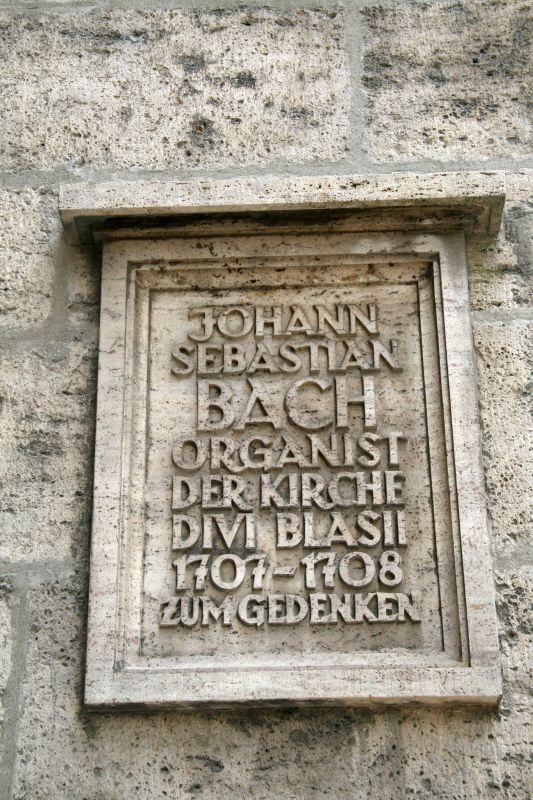 JOHANN
SEBASTIAN
BACH
ORGANIST
DER KIRCHE
DIVI BLASII
1707-1708
ZUM GEDENKEN